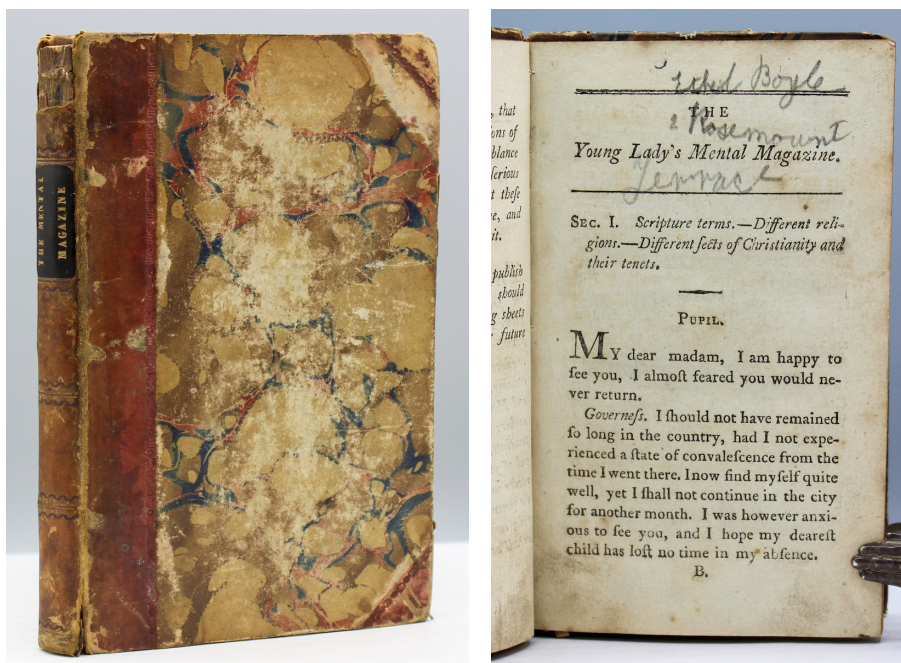 THE MENTAL
MAGAZINE
, that
ons of
blance
ſerious
t theſe
e, and
it.
publiſh
ſhould
g sheets
future
Ethel Boyle
THE
2 Rosemount
Young Lady's Mental Magazine.
Terrace
SEC. I. Scripture terms.—Different reli-
gions.—Different ſects of Chriſtianity and
their tenets.
PUPIL.
MY dear madam, I am happy to
ſee you, I almoſt feared you would ne-
ver return.
Governeſs. I ſhould not have remained
ſo long in the country, had I not expe-
rienced a ſtate of convaleſcence from the
time I went there. I now find myſelf quite
well, yet I ſhall not continue in the city
for another month. I was however anxi-
ous to ſee you, and I hope my deareſt
child has loſt no time in my abſence.
B.